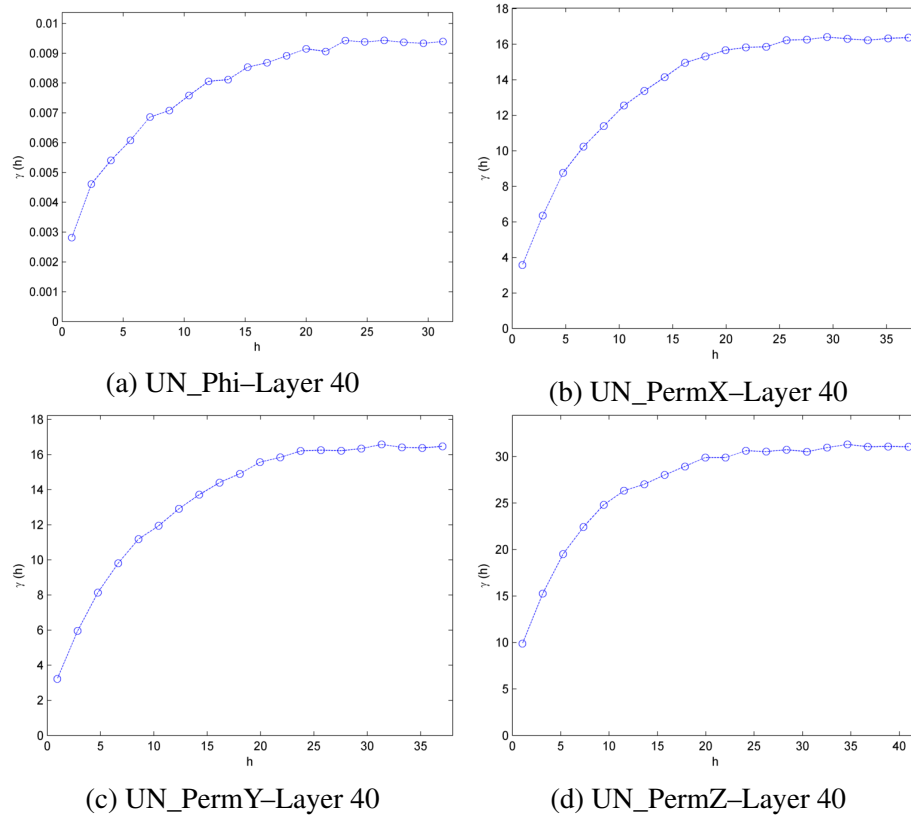 0.01
0.009
0.008
0.007
0.006
0.005
0.004
0.003
0.002
0.001
0
γ (h)
0 5 10 15 20 25 30
h
(a) UN_Phi–Layer 40
18
16
14
12
10
8
6
4
2
0
γ (h)
0 5 10 15 20 25 30 35
h
(b) UN_PermX–Layer 40
18
16
14
12
10
8
6
4
2
0
γ (h)
0 5 10 15 20 25 30 35
h
(c) UN_PermY–Layer 40
30
25
20
15
10
5
0
γ (h)
0 5 10 15 20 25 30 35 40
h
(d) UN_PermZ–Layer 40